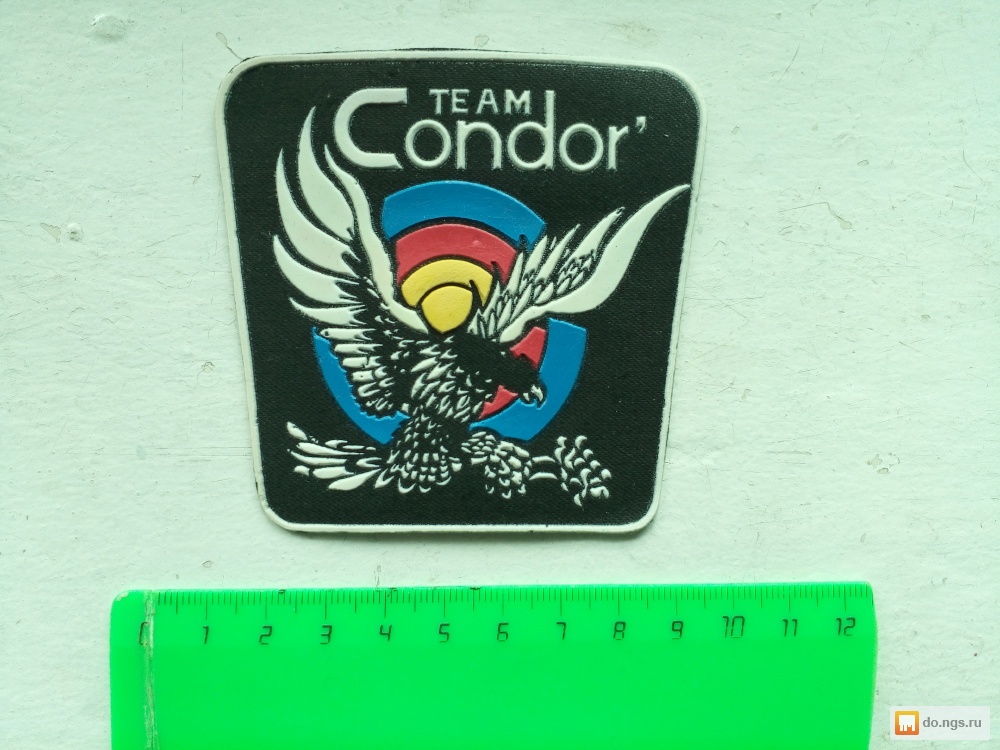 TEAM
Condor'
0 1 2 3 4 5 6 7 8 9 10 11 12
do.ngs.ru